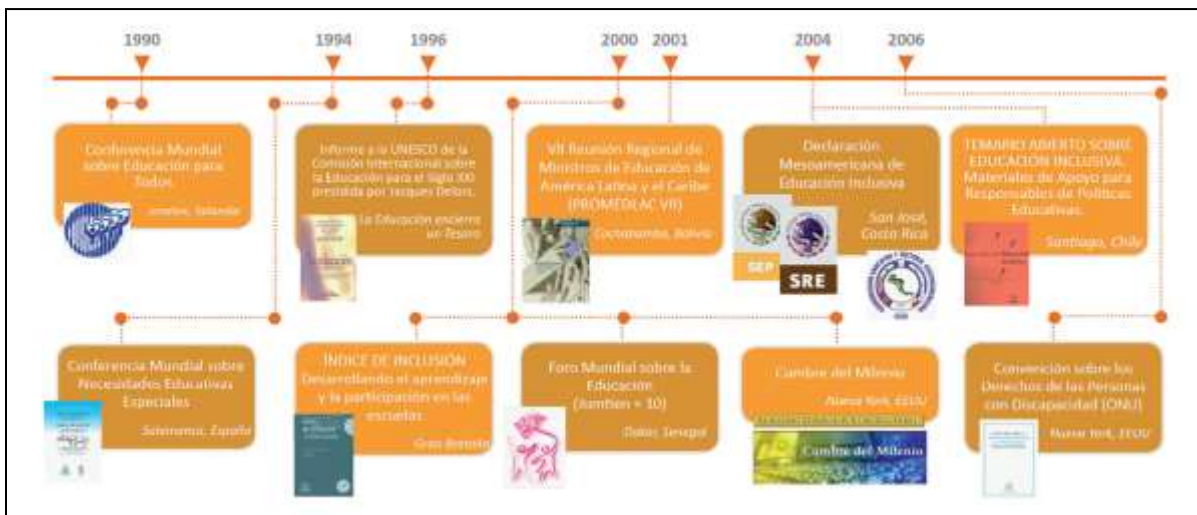 1990
1994
1996
2000
2001
2004
2006
Conferencia Mundial
sobre Educación para
Todos.
Jomtien, Tailandia
Informe a la UNESCO de la
Comisión Internacional sobre
la Educación para el Siglo XXI
presidida por Jacques Delors.
La Educación encierra
un Tesoro
VII Reunión Regional de
Ministros de Educación de
América Latina y el Caribe
(PROMEDLAC VII)
Cochabamba, Bolivia
Declaración
Mesoamericana de
Educación Inclusiva
San José,
Costa Rica
SEP
SRE
TEMARIO ABIERTO SOBRE
EDUCACIÓN INCLUSIVA.
Materiales de Apoyo para
Responsables de Políticas
Educativas.
Santiago, Chile
Conferencia Mundial sobre
Necesidades Educativas
Especiales
Salamanca, España
ÍNDICE DE INCLUSIÓN
Desarrollando el aprendizaje
y la participación en las
escuelas.
Gran Bretaña
Foro Mundial sobre la
Educación
(Jomtien + 10)
Dakar, Senegal
Cumbre del Milenio
Nueva York, EEUU
Cumbre del Milenio
Convención sobre los
Derechos de las Personas
con Discapacidad (ONU)
Nueva York, EEUU